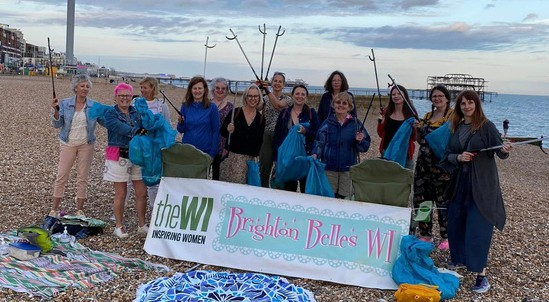 theWI
INSPIRING WOMEN
Brighton Belles WI